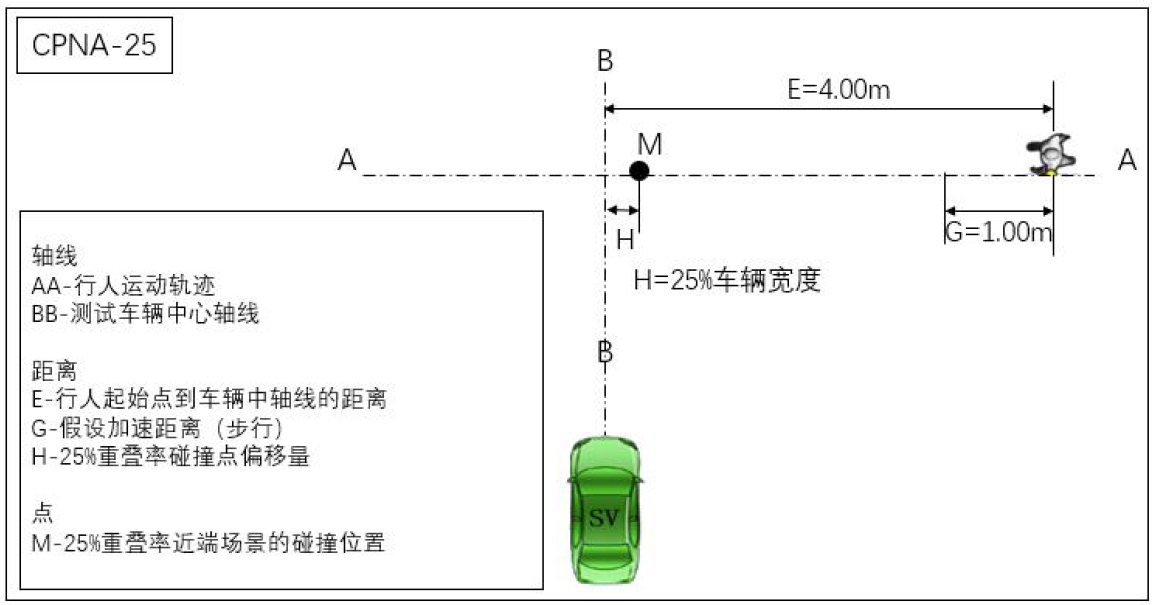 CPNA-25
B
E=4.00m
A
M
A
H
G=1.00m
H=25%车辆宽度
B
SV
轴线
AA-行人运动轨迹
BB-测试车辆中心轴线
距离
E-行人起始点到车辆中轴线的距离
G-假设加速距离（步行）
H-25%重叠率碰撞点偏移量
点
M-25%重叠率近端场景的碰撞位置